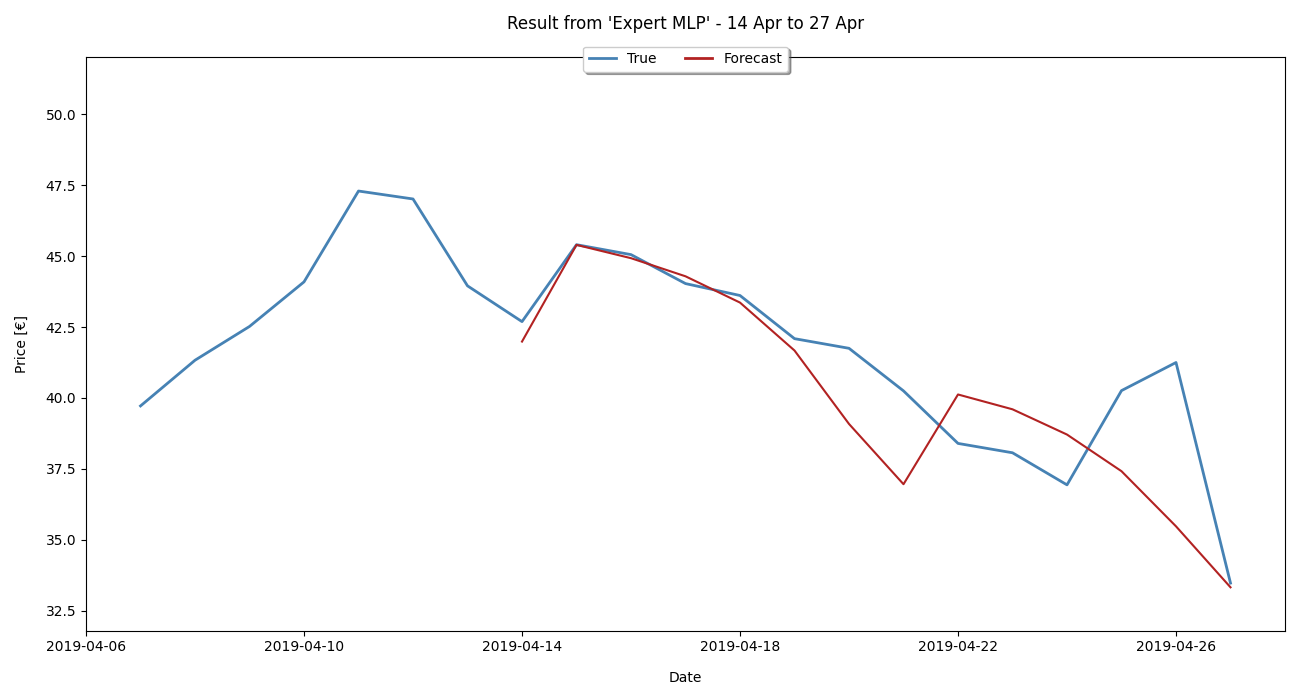 Result from 'Expert MLP' - 14 Apr to 27 Apr
True Forecast
50.0
47.5
45.0
42.5
40.0
37.5
35.0
32.5
Price [€]
2019-04-06 2019-04-10 2019-04-14 2019-04-18 2019-04-22 2019-04-26
Date